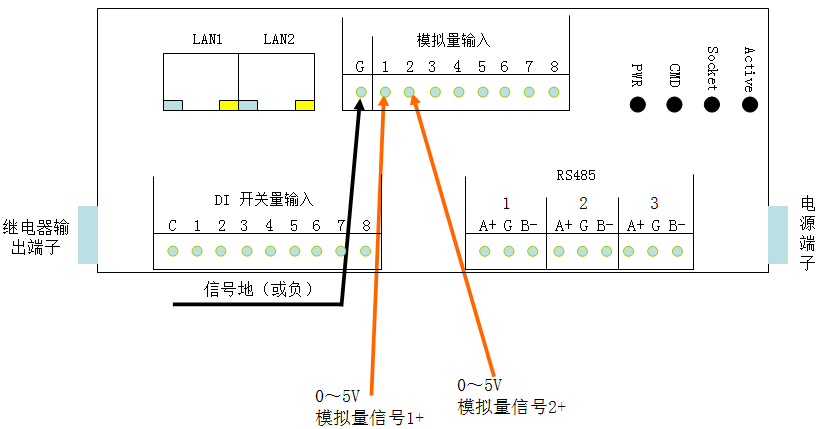 LAN1 LAN2
模拟量输入
G 1 2 3 4 5 6 7 8
PWR
CMD
Socket
Active
DI 开关量输入
C 1 2 3 4 5 6 7 8
RS485
1 2 3
A+ G B- A+ G B- A+ G B-
继电器输
出端子
电
源
端
子
信号地（或负）
0～5V
模拟量信号1+
0～5V
模拟量信号2+